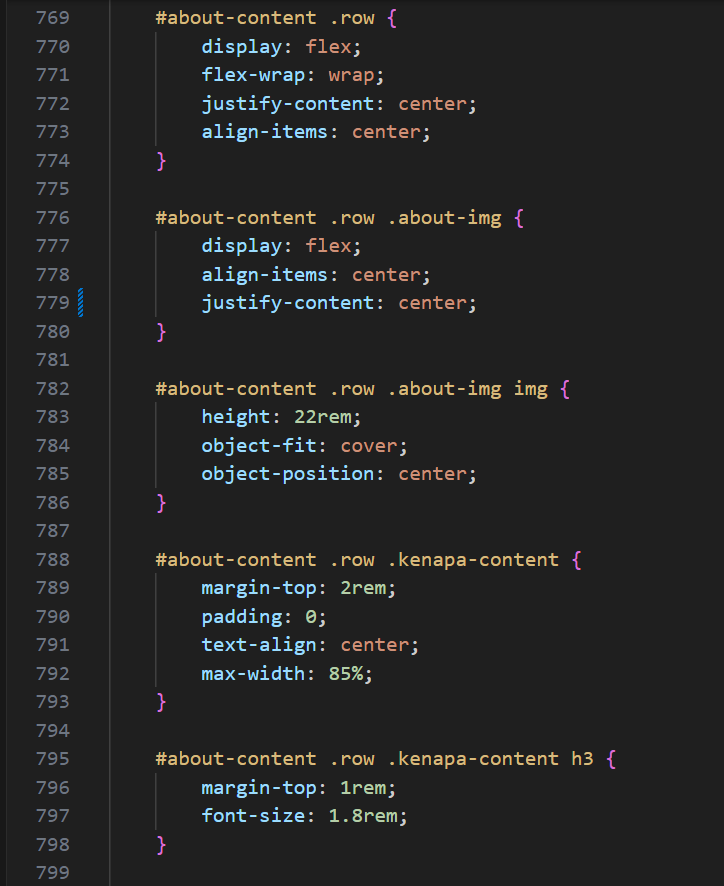 769 #about-content .row {
770 display: flex;
771 flex-wrap: wrap;
772 justify-content: center;
773 align-items: center;
774 }
775
776 #about-content .row .about-img {
777 display: flex;
778 align-items: center;
779 justify-content: center;
780 }
781
782 #about-content .row .about-img img {
783 height: 22rem;
784 object-fit: cover;
785 object-position: center;
786 }
787
788 #about-content .row .kenapa-content {
789 margin-top: 2rem;
790 padding: 0;
791 text-align: center;
792 max-width: 85%;
793 }
794
795 #about-content .row .kenapa-content h3 {
796 margin-top: 1rem;
797 font-size: 1.8rem;
798 }
799